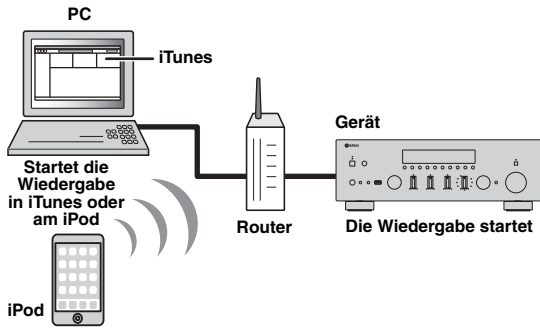 PC
iTunes
Gerät
Startet die
Wiedergabe
in iTunes oder
am iPod
Router
Die Wiedergabe startet
iPod